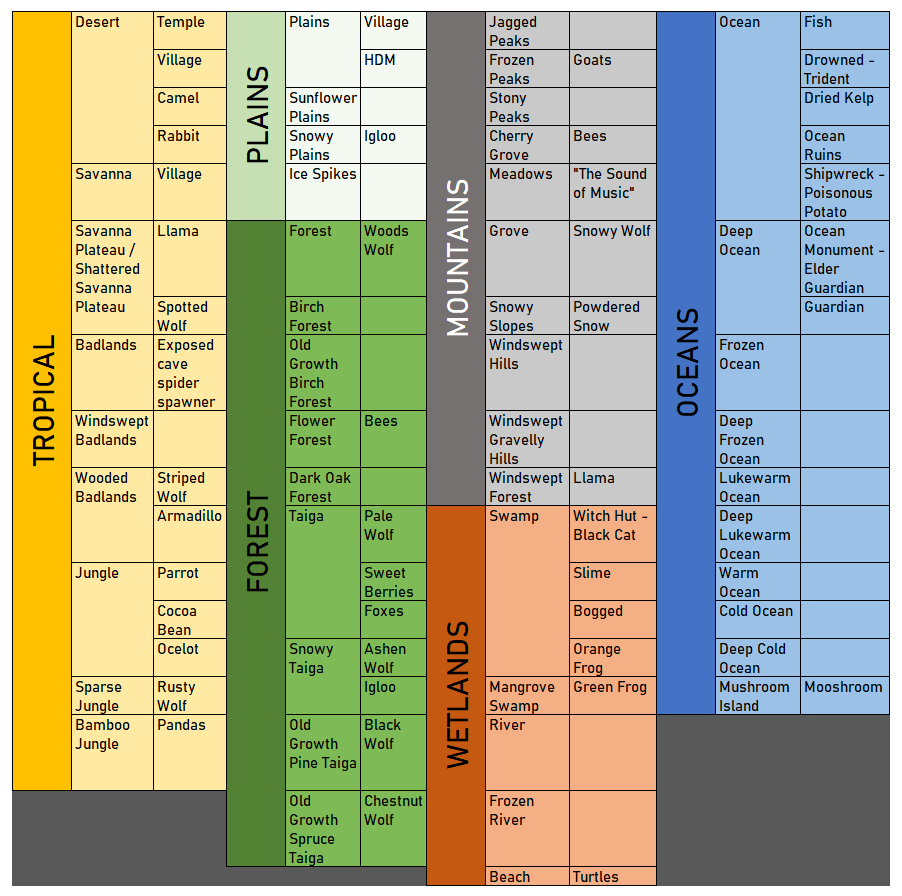 TROPICAL
Desert
Temple
Village
Camel
Rabbit
Savanna
Village
Savanna
Plateau /
Shattered
Savanna
Plateau
Llama
Spotted
Wolf
Badlands
Exposed
cave
spider
spawner
Windswept
Badlands
Wooded
Badlands
Striped
Wolf
Armadillo
Jungle
Parrot
Cocoa
Bean
Ocelot
Sparse
Jungle
Rusty
Wolf
Bamboo
Jungle
Pandas
PLAINS
Plains
Village
HDM
Sunflower
Plains
Snowy
Plains
Igloo
Ice Spikes
FOREST
Forest
Woods
Wolf
Birch
Forest
Old
Growth
Birch
Forest
Flower
Forest
Bees
Dark Oak
Forest
Taiga
Pale
Wolf
Sweet
Berries
Foxes
Snowy
Taiga
Ashen
Wolf
Igloo
Old
Growth
Pine Taiga
Black
Wolf
Old
Growth
Spruce
Taiga
Chestnut
Wolf
MOUNTAINS
Jagged
Peaks
Frozen
Peaks
Goats
Stony
Peaks
Cherry
Grove
Bees
Meadows
"The Sound
of Music"
Grove
Snowy Wolf
Snowy
Slopes
Powdered
Snow
Windswept
Hills
Windswept
Gravelly
Hills
Windswept
Forest
Llama
WETLANDS
Swamp
Witch Hut -
Black Cat
Slime
Bogged
Orange
Frog
Mangrove
Swamp
Green Frog
River
Frozen
River
Beach
Turtles
OCEANS
Ocean
Fish
Drowned -
Trident
Dried Kelp
Ocean
Ruins
Shipwreck -
Poisonous
Potato
Deep
Ocean
Ocean
Monument -
Elder
Guardian
Guardian
Frozen
Ocean
Deep
Frozen
Ocean
Lukewarm
Ocean
Deep
Lukewarm
Ocean
Warm
Ocean
Cold Ocean
Deep Cold
Ocean
Mushroom
Island
Mooshroom